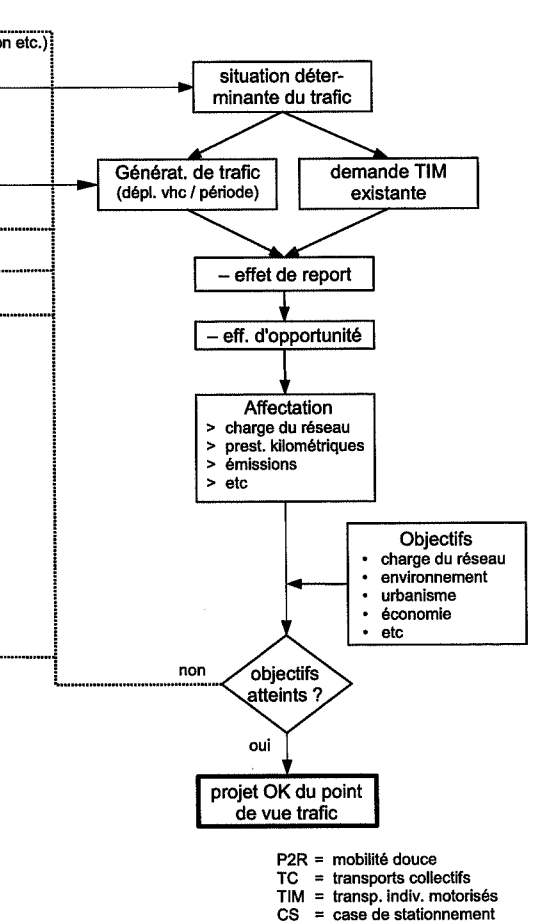 on etc.)
situation déter-
minante du trafic
Générat. de trafic
(dépl. vhc / période)
demande TIM
existante
– effet de report
– eff. d'opportunité
Affectation
> charge du réseau
> prest. kilométriques
> émissions
> etc
Objectifs
• charge du réseau
• environnement
• urbanisme
• économie
• etc
non
objectifs
atteints ?
oui
projet OK du point
de vue trafic
P2R = mobilité douce
TC = transports collectifs
TIM = transp. indiv. motorisés
CS = case de stationnement